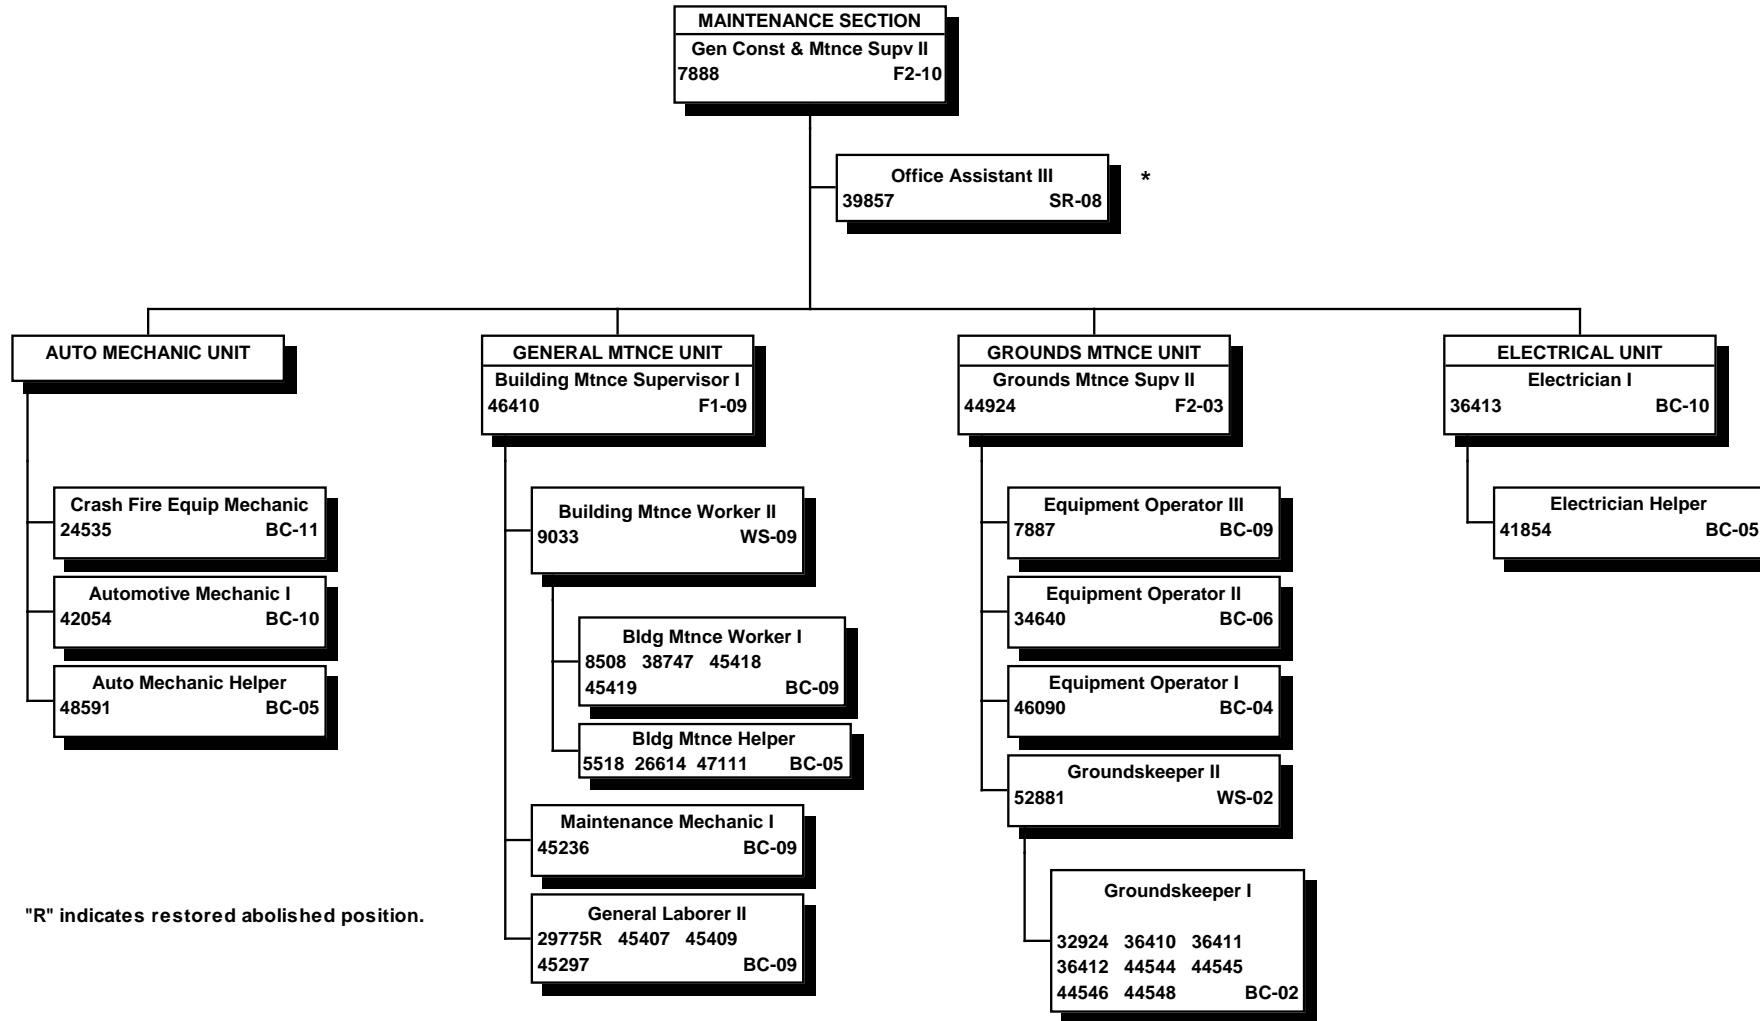 MAINTENANCE SECTION
Gen Const & Mtnce Supv II
7888 F2-10
Office Assistant III
39857 SR-08
*
AUTO MECHANIC UNIT
Crash Fire Equip Mechanic
24535 BC-11
Automotive Mechanic I
42054 BC-10
Auto Mechanic Helper
48591 BC-05
GENERAL MTNCE UNIT
Building Mtnce Supervisor I
46410 F1-09
Building Mtnce Worker II
9033 WS-09
Bldg Mtnce Worker I
8508 38747 45418
45419 BC-09
Bldg Mtnce Helper
5518 26614 47111 BC-05
Maintenance Mechanic I
45236 BC-09
General Laborer II
29775R 45407 45409
45297 BC-09
GROUNDS MTNCE UNIT
Grounds Mtnce Supv II
44924 F2-03
Equipment Operator III
7887 BC-09
Equipment Operator II
34640 BC-06
Equipment Operator I
46090 BC-04
Groundskeeper II
52881 WS-02
Groundskeeper I
32924 36410 36411
36412 44544 44545
44546 44548 BC-02
ELECTRICAL UNIT
Electrician I
36413 BC-10
Electrician Helper
41854 BC-05
"R" indicates restored abolished position.